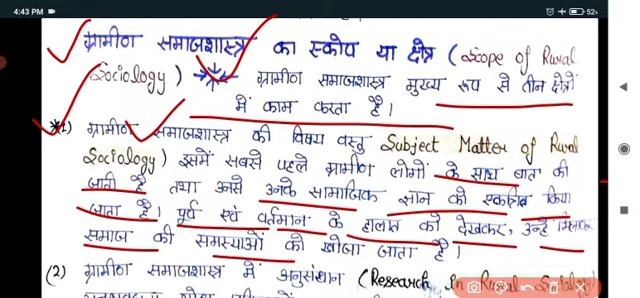 4:43 PM
52%
ग्रामीण समाजशास्त्र का स्कोप या क्षेत्र (Scope of Rural
Sociology) ग्रामीण समाजशास्त्र मुख्य रूप से तीन क्षेत्रों
में काम करता है।
*1) ग्रामीण समाजशास्त्र की विषय वस्तु Subject Matter of Rural
Sociology) इसमें सबसे पहले ग्रामीण लोगों के साथ बात की
जाती है तथा उनसे उनके सामाजिक ज्ञान को एकत्रित किया
जाता है। पूर्व एवं वर्तमान के हालात को देखकर, उन्हें
समाज की समस्याओं को खोजा जाता है।
(2) ग्रामीण समाजशास्त्र में अनुसंधान (Research In Rural Sociology)